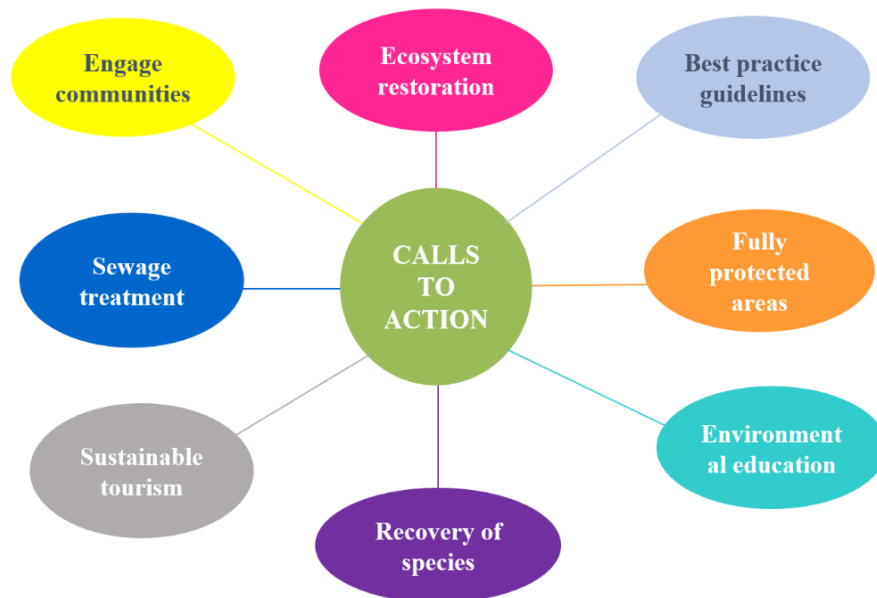 Engage
communities
Ecosystem
restoration
Best practice
guidelines
Sewage
treatment
CALLS
TO
ACTION
Fully
protected
areas
Sustainable
tourism
Recovery of
species
Environment
al education